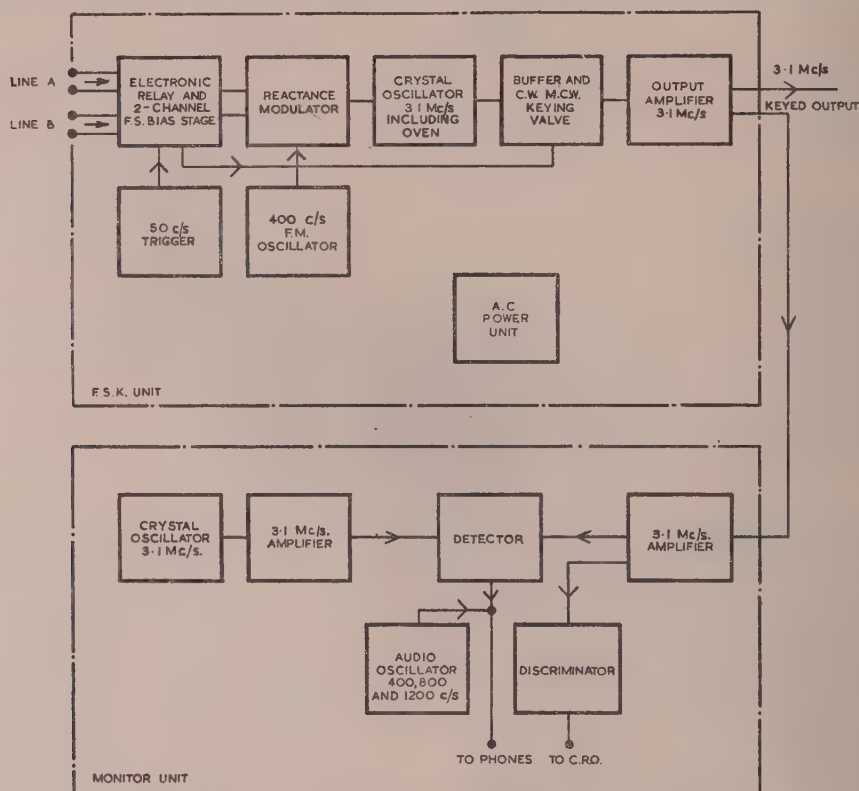 LINE A
LINE B
ELECTRONIC
RELAY AND
2-CHANNEL
F.S. BIAS STAGE
REACTANCE
MODULATOR
CRYSTAL
OSCILLATOR
3.1 Mc/s
INCLUDING
OVEN
BUFFER AND
C.W. M.C.W.
KEYING
VALVE
OUTPUT
AMPLIFIER
3.1 Mc/s
3.1 Mc/s
KEYED OUTPUT
50 c/s
TRIGGER
400 c/s
F.M.
OSCILLATOR
A.C
POWER
UNIT
F.S.K. UNIT
CRYSTAL
OSCILLATOR
3.1 Mc/s.
3.1 Mc/s.
AMPLIFIER
DETECTOR
3.1 Mc/s.
AMPLIFIER
AUDIO
OSCILLATOR
400,800
AND 1200 c/s
DISCRIMINATOR
TO PHONES
TO C.R.O.
MONITOR UNIT